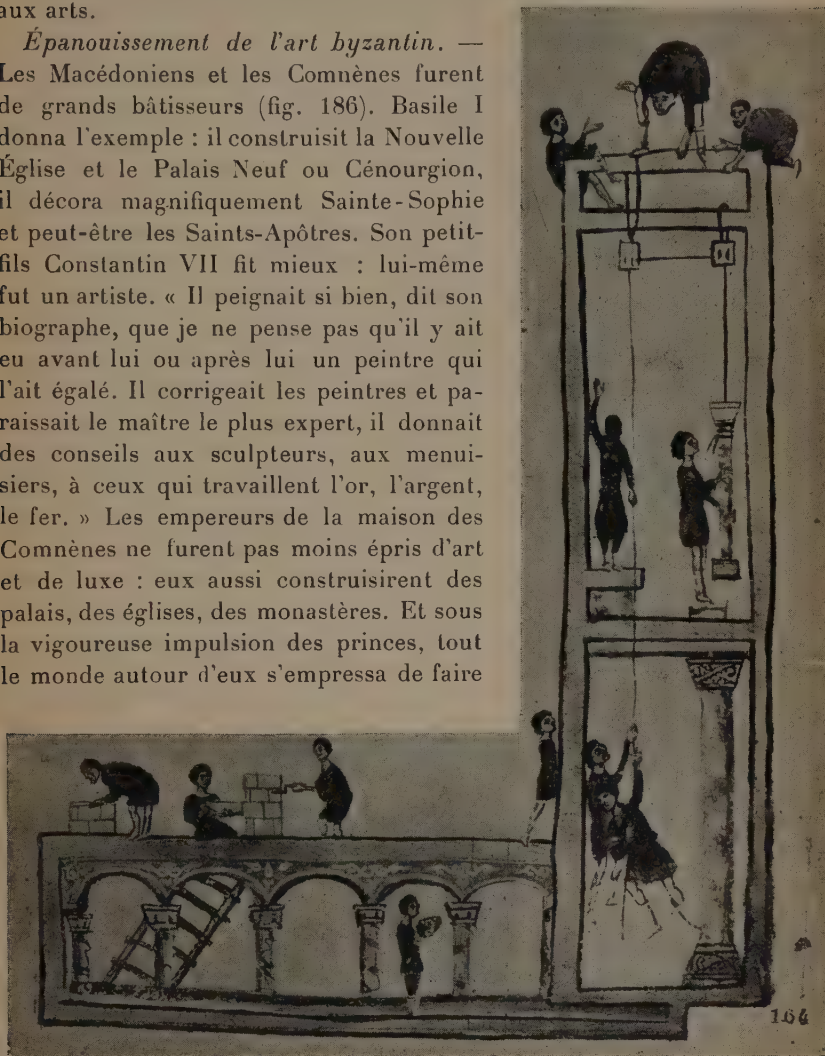 aux arts.
Épanouissement de l'art byzantin. —
Les Macédoniens et les Comnènes furent
de grands bâtisseurs (fig. 186). Basile I
donna l'exemple : il construisit la Nouvelle
Église et le Palais Neuf ou Cénourgion,
il décora magnifiquement Sainte-Sophie
et peut-être les Saints-Apôtres. Son petit-
fils Constantin VII fit mieux : lui-même
fut un artiste. « Il peignait si bien, dit son
biographe, que je ne pense pas qu'il y ait
eu avant lui ou après lui un peintre qui
l'ait égalé. Il corrigeait les peintres et pa-
raissait le maître le plus expert, il donnait
des conseils aux sculpteurs, aux menui-
siers, à ceux qui travaillent l'or, l'argent,
le fer. » Les empereurs de la maison des
Comnènes ne furent pas moins épris d'art
et de luxe : eux aussi construisirent des
palais, des églises, des monastères. Et sous
la vigoureuse impulsion des princes, tout
le monde autour d'eux s'empressa de faire